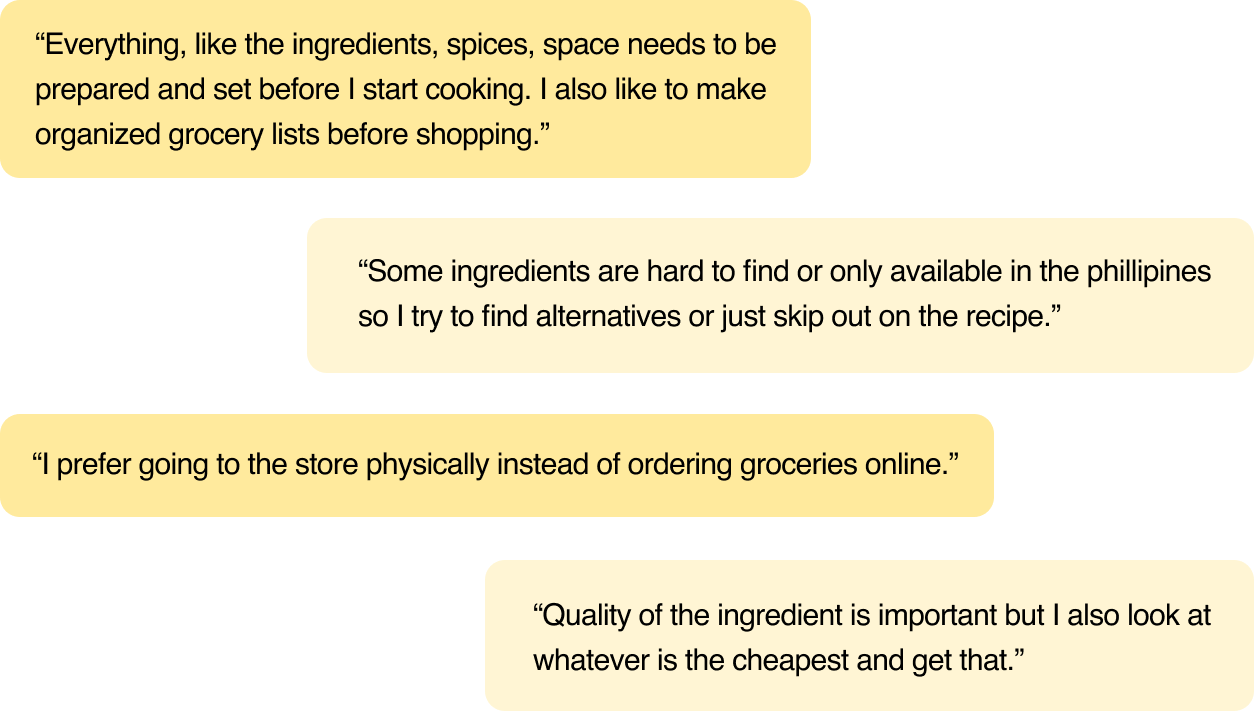 “Everything, like the ingredients, spices, space needs to be
prepared and set before I start cooking. I also like to make
organized grocery lists before shopping.”
“Some ingredients are hard to find or only available in the phillipines
so I try to find alternatives or just skip out on the recipe.”
“I prefer going to the store physically instead of ordering groceries online.”
“Quality of the ingredient is important but I also look at
whatever is the cheapest and get that.”